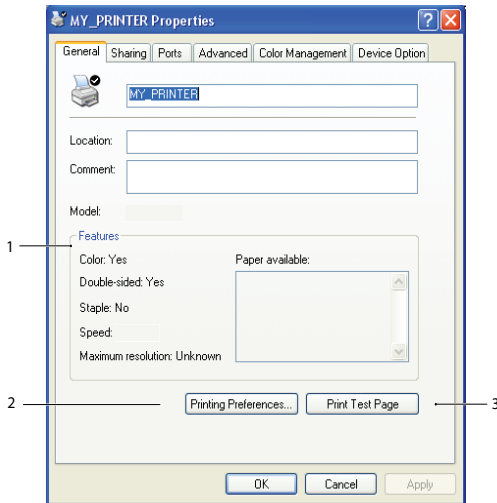 MY_PRINTER Properties
General Sharing Ports Advanced Color Management Device Option
MY_PRINTER
Location:
Comment:
Model:
1
Features
Color: Yes
Paper available:
Double-sided: Yes
Staple: No
Speed:
Maximum resolution: Unknown
2
Printing Preferences...
Print Test Page
3
OK
Cancel
Apply